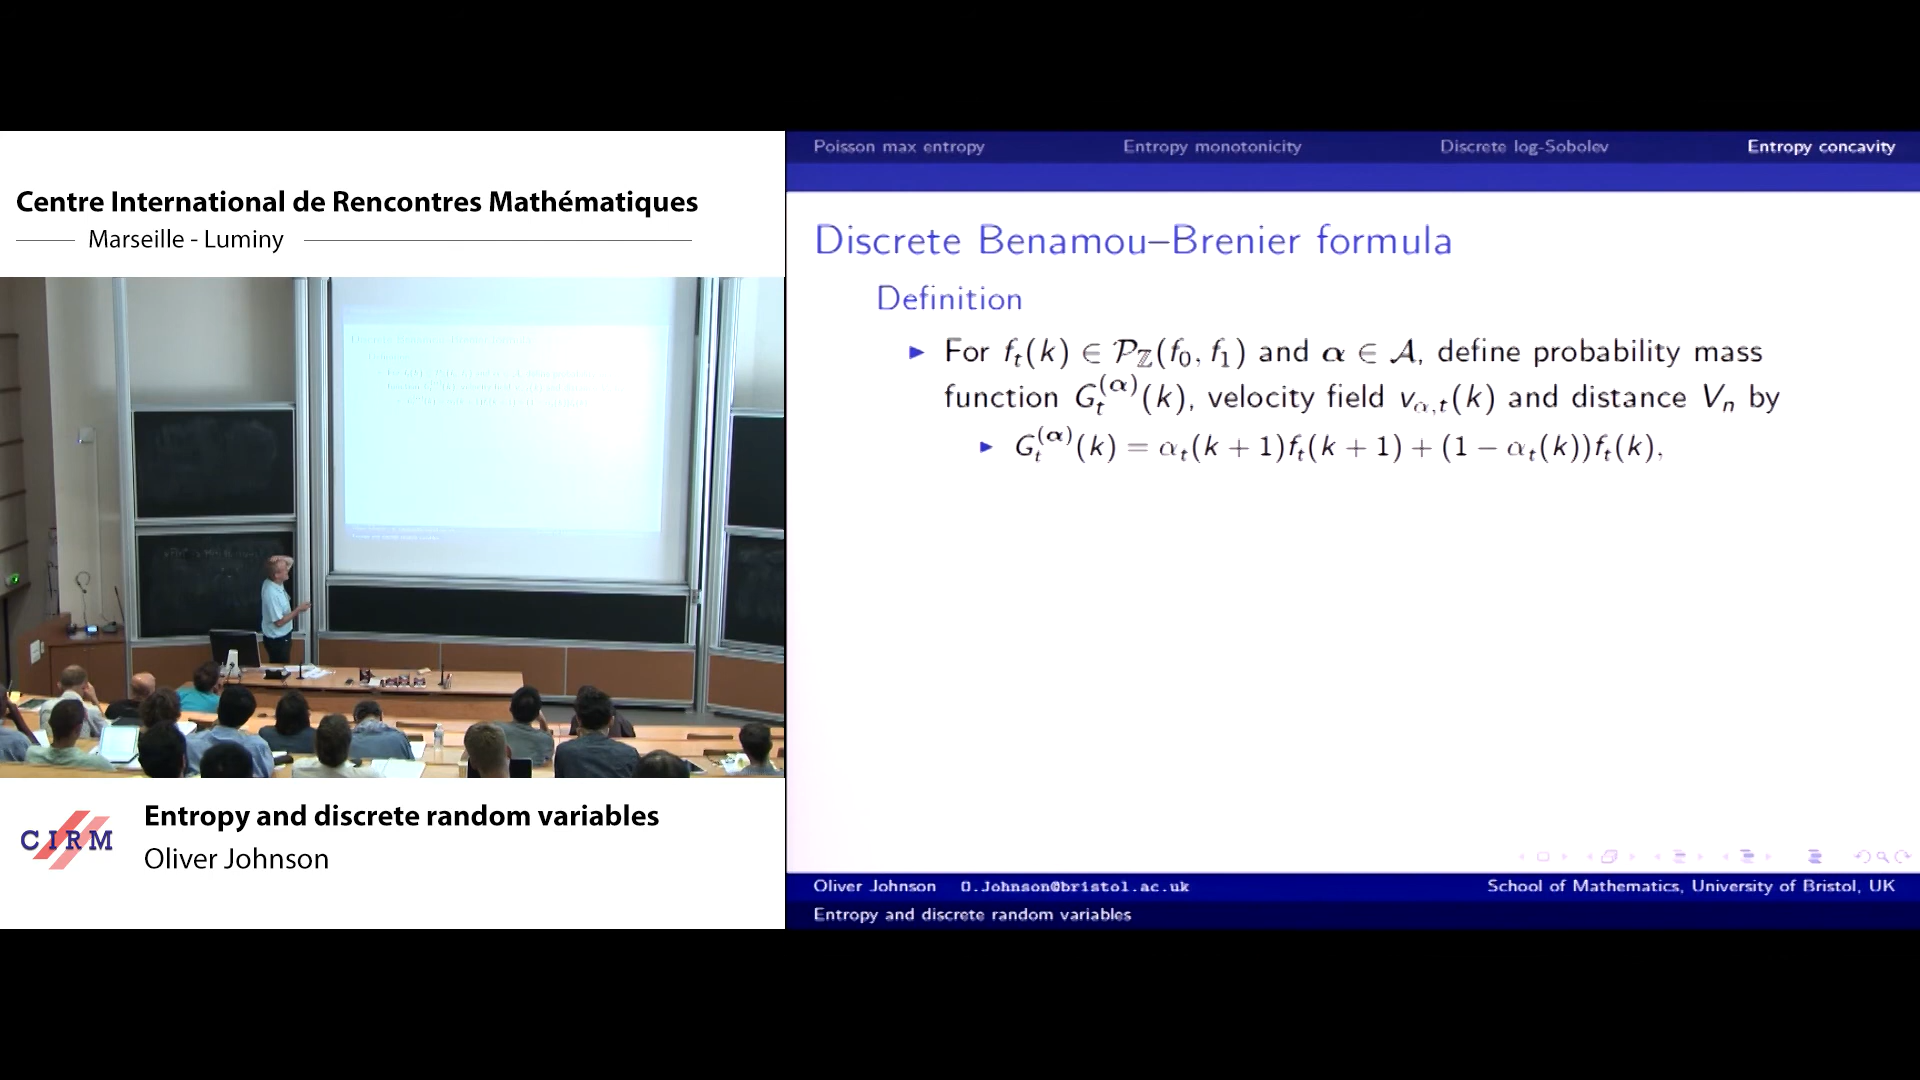 Centre International de Rencontres Mathématiques
Marseille - Luminy
CIRM
Entropy and discrete random variables
Oliver Johnson
Poisson max entropy Entropy monotonicity Discrete log-Sobolev Entropy concavity
Discrete Benamou–Brenier formula
Definition
► For f_t(k) ∈ 𝒫_ℤ(f_0, f_1) and α ∈ 𝒜, define probability mass
function G_t^{(α)}(k), velocity field v_{α,t}(k) and distance V_n by
► G_t^{(α)}(k) = α_t(k + 1)f_t(k + 1) + (1 − α_t(k))f_t(k),
Oliver Johnson O.Johnson@bristol.ac.uk School of Mathematics, University of Bristol, UK
Entropy and discrete random variables